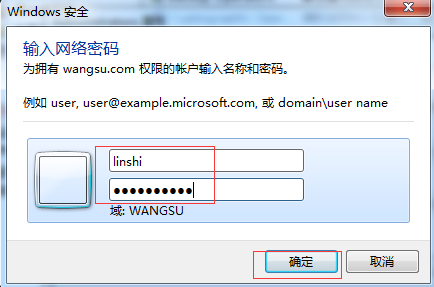 Windows 安全
输入网络密码
为拥有 wangsu.com 权限的帐户输入名称和密码。
例如 user, user@example.microsoft.com, 或 domain\user name
linshi
●●●●●●●●●●
域: WANGSU
确定 取消